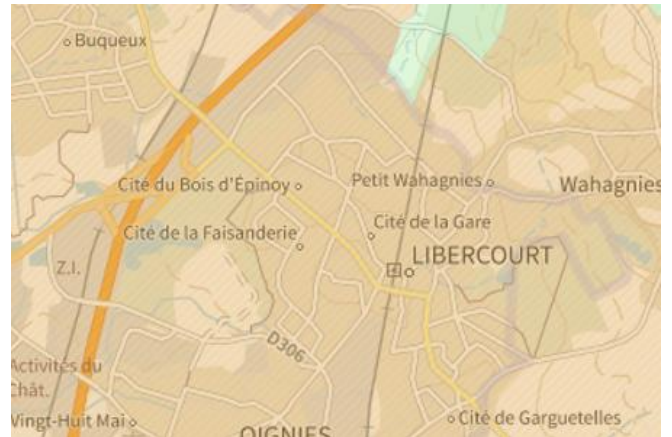 Buqueux
Cité du Bois d'Épinoy
Petit Wahagnies
Wahagnies
Cité de la Gare
Cité de la Faisanderie
LIBERCOURT
Z.I.
D306
Activités du
Chât.
Vingt-Huit Mai
Cité de Garguetelles
OIGNIES